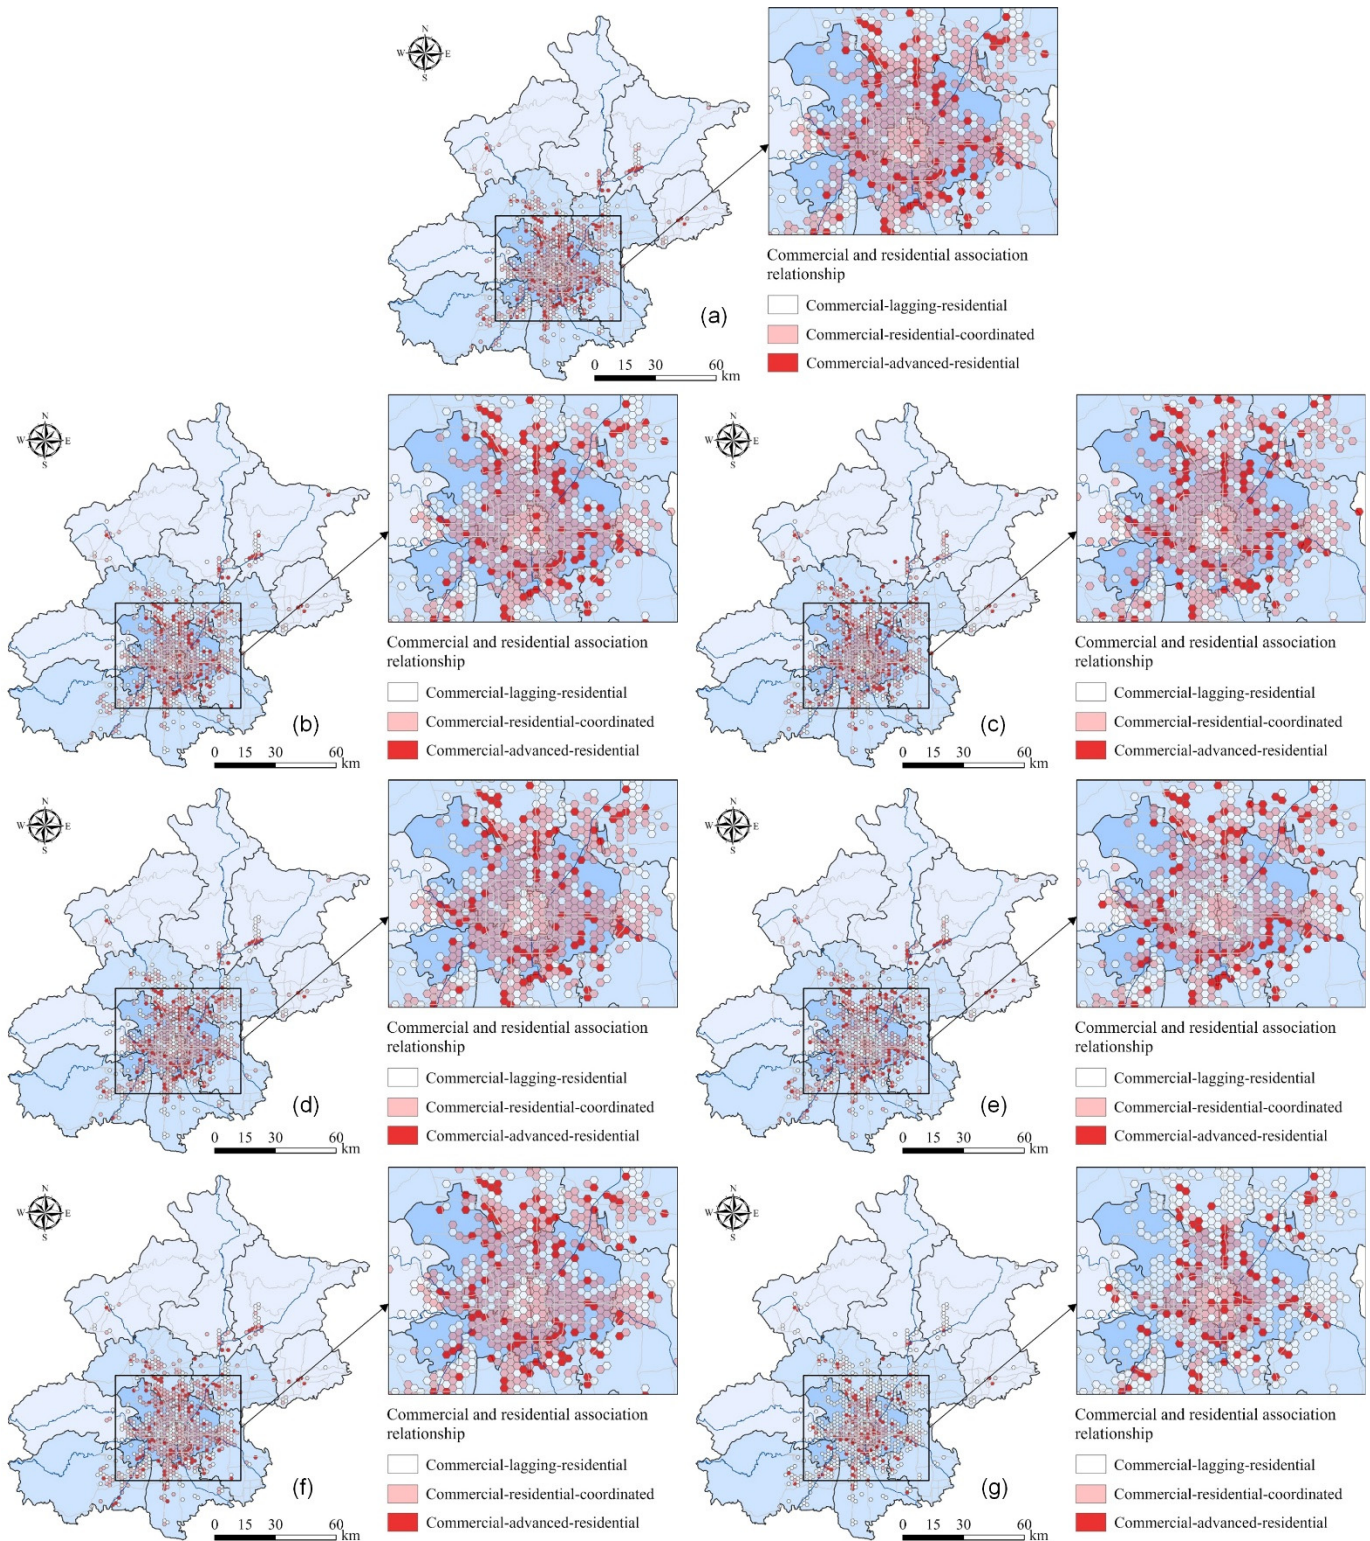 N
W E
S
Commercial and residential association
relationship
Commercial-lagging-residential
Commercial-residential-coordinated
Commercial-advanced-residential
(a)
0 15 30 60
km
N
W E
S
Commercial and residential association
relationship
Commercial-lagging-residential
Commercial-residential-coordinated
Commercial-advanced-residential
(b)
0 15 30 60
km
N
W E
S
Commercial and residential association
relationship
Commercial-lagging-residential
Commercial-residential-coordinated
Commercial-advanced-residential
(c)
0 15 30 60
km
N
W E
S
Commercial and residential association
relationship
Commercial-lagging-residential
Commercial-residential-coordinated
Commercial-advanced-residential
(d)
0 15 30 60
km
N
W E
S
Commercial and residential association
relationship
Commercial-lagging-residential
Commercial-residential-coordinated
Commercial-advanced-residential
(e)
0 15 30 60
km
N
W E
S
Commercial and residential association
relationship
Commercial-lagging-residential
Commercial-residential-coordinated
Commercial-advanced-residential
(f)
0 15 30 60
km
N
W E
S
Commercial and residential association
relationship
Commercial-lagging-residential
Commercial-residential-coordinated
Commercial-advanced-residential
(g)
0 15 30 60
km